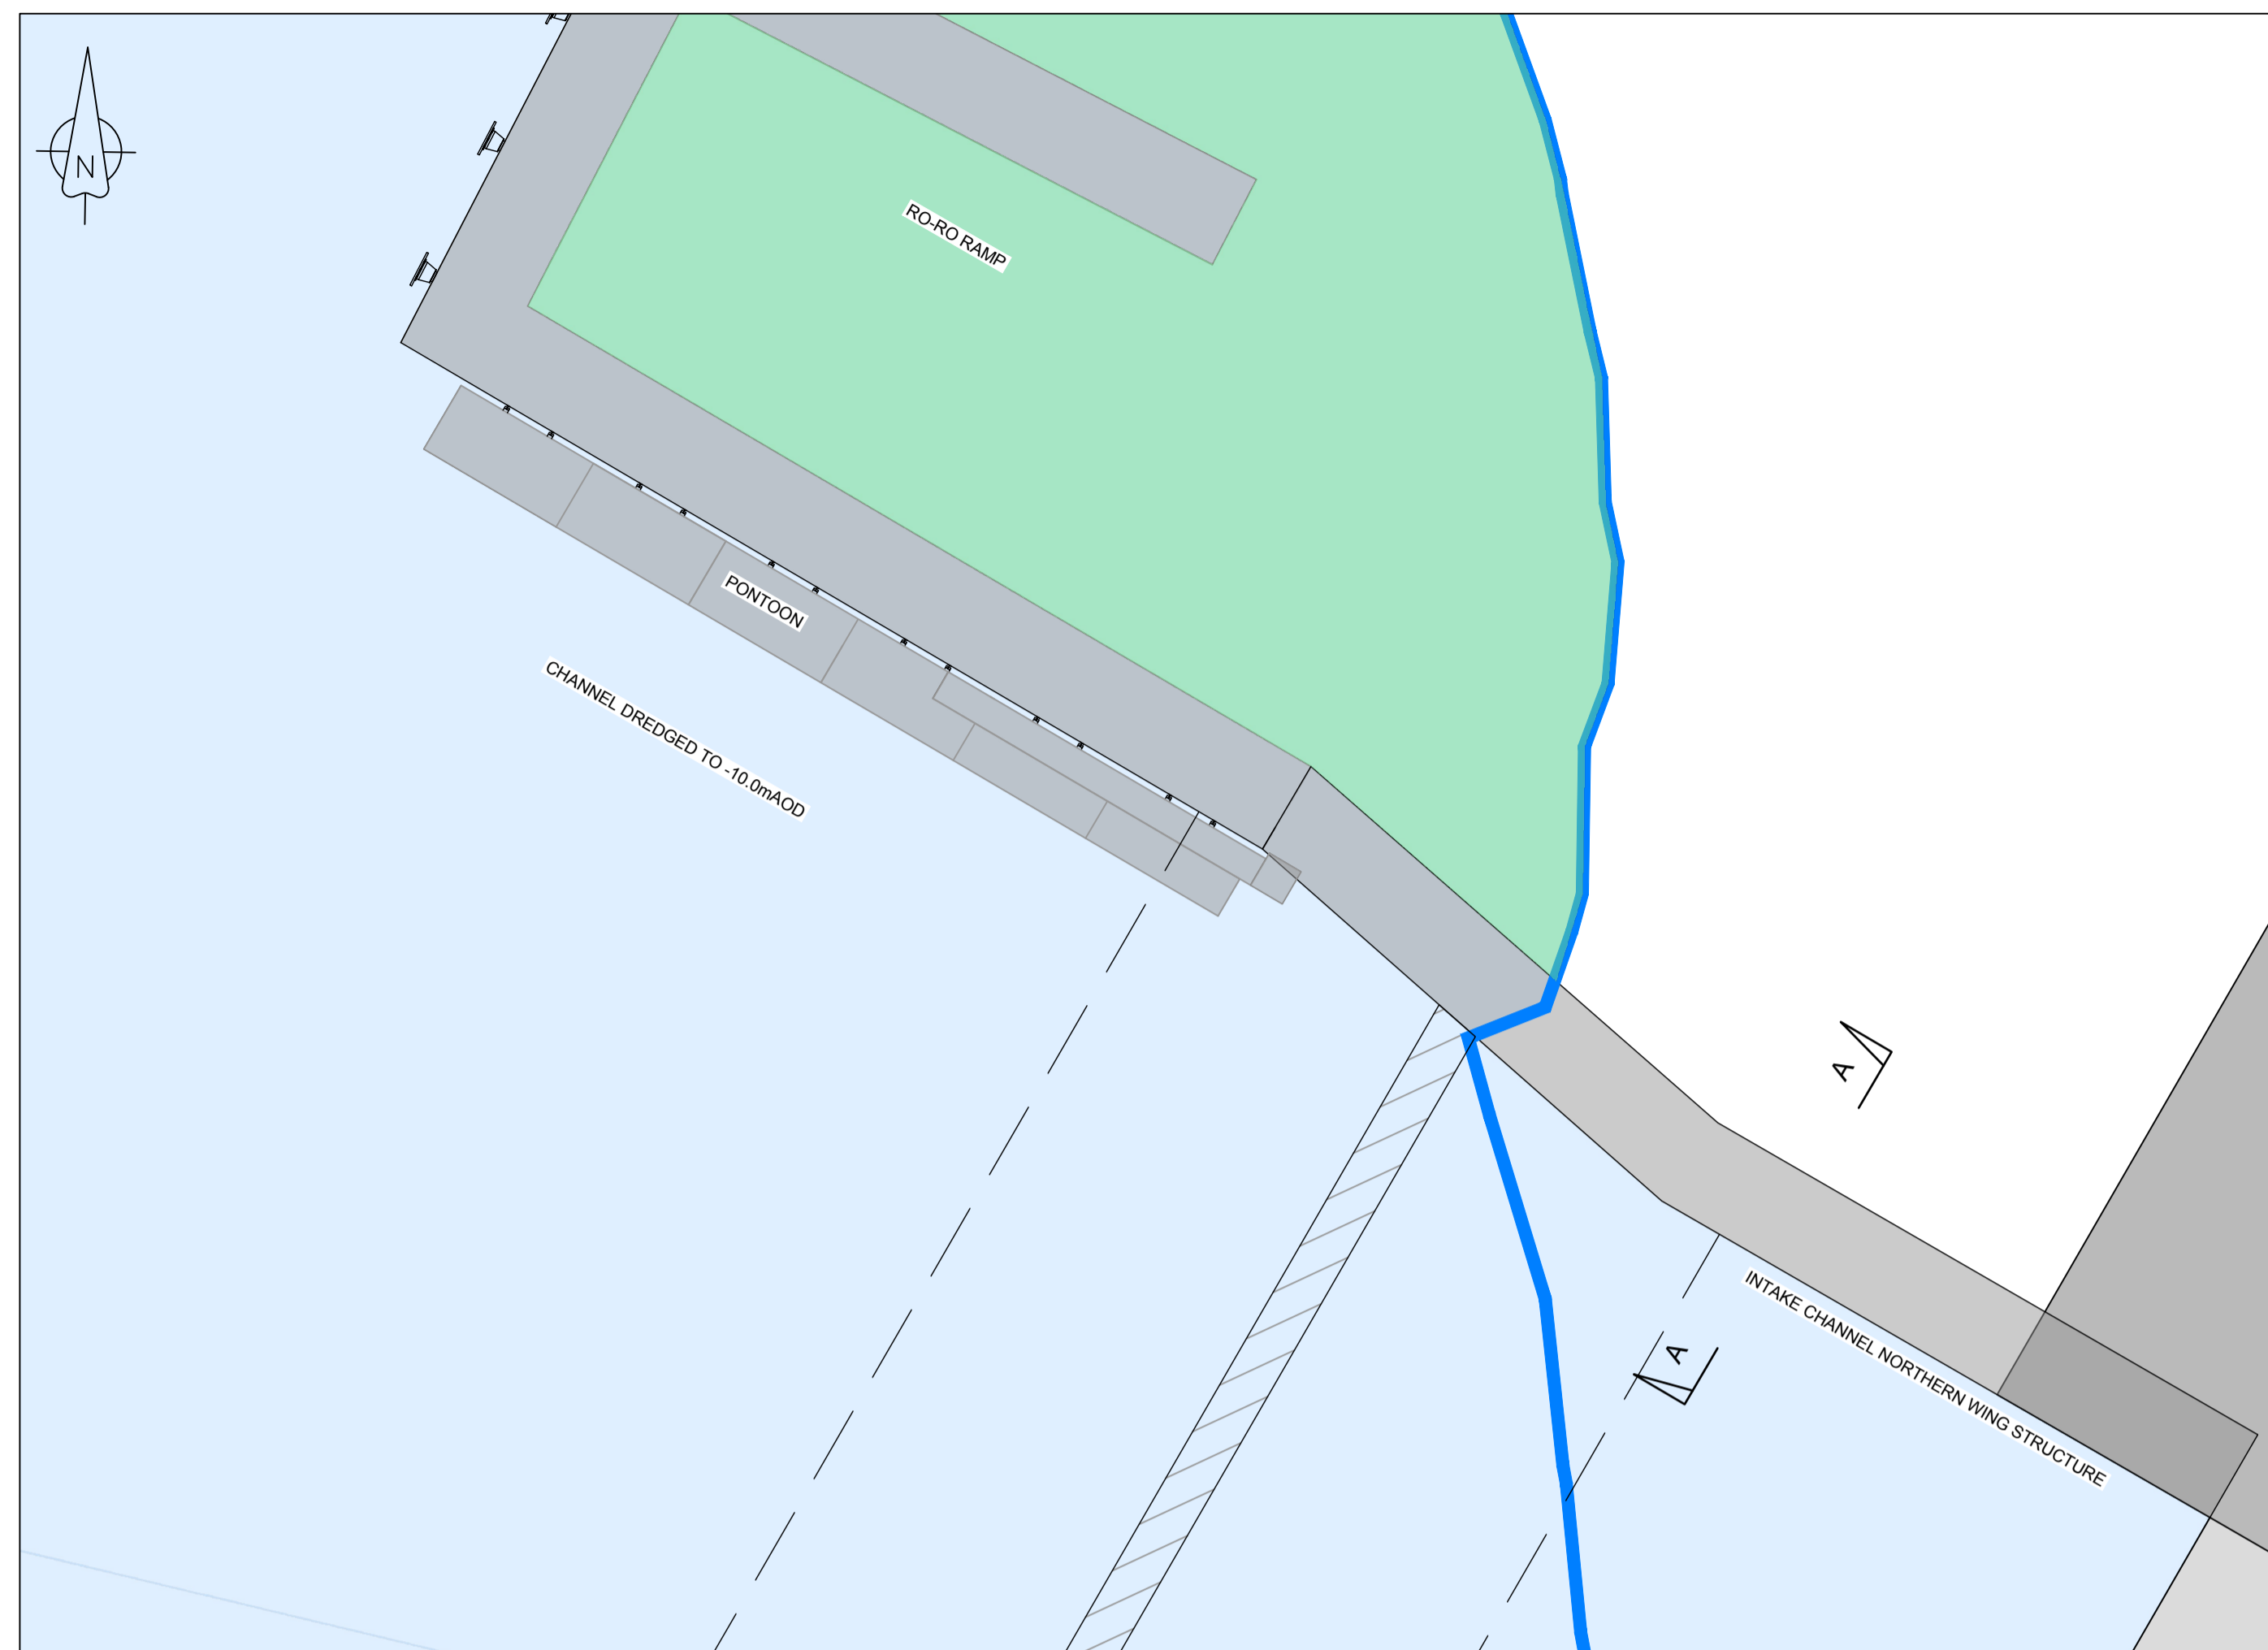 N
RO-RO RAMP
PONTOON
CHANNEL DREDGED TO -10.0mAOD
A
A
INTAKE CHANNEL NORTHERN WING STRUCTURE